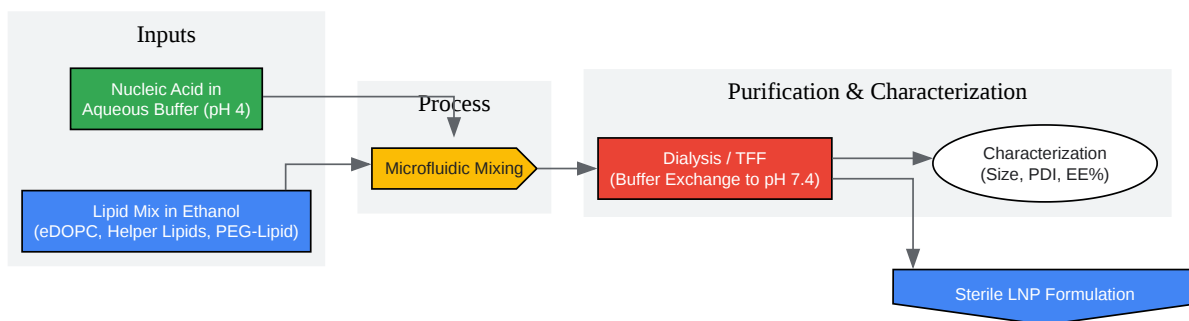 Inputs
Nucleic Acid in
Aqueous Buffer (pH 4)
Lipid Mix in Ethanol
(eDOPC, Helper Lipids, PEG-Lipid)
Process
Microfluidic Mixing
Purification & Characterization
Dialysis / TFF
(Buffer Exchange to pH 7.4)
Characterization
(Size, PDI, EE%)
Sterile LNP Formulation